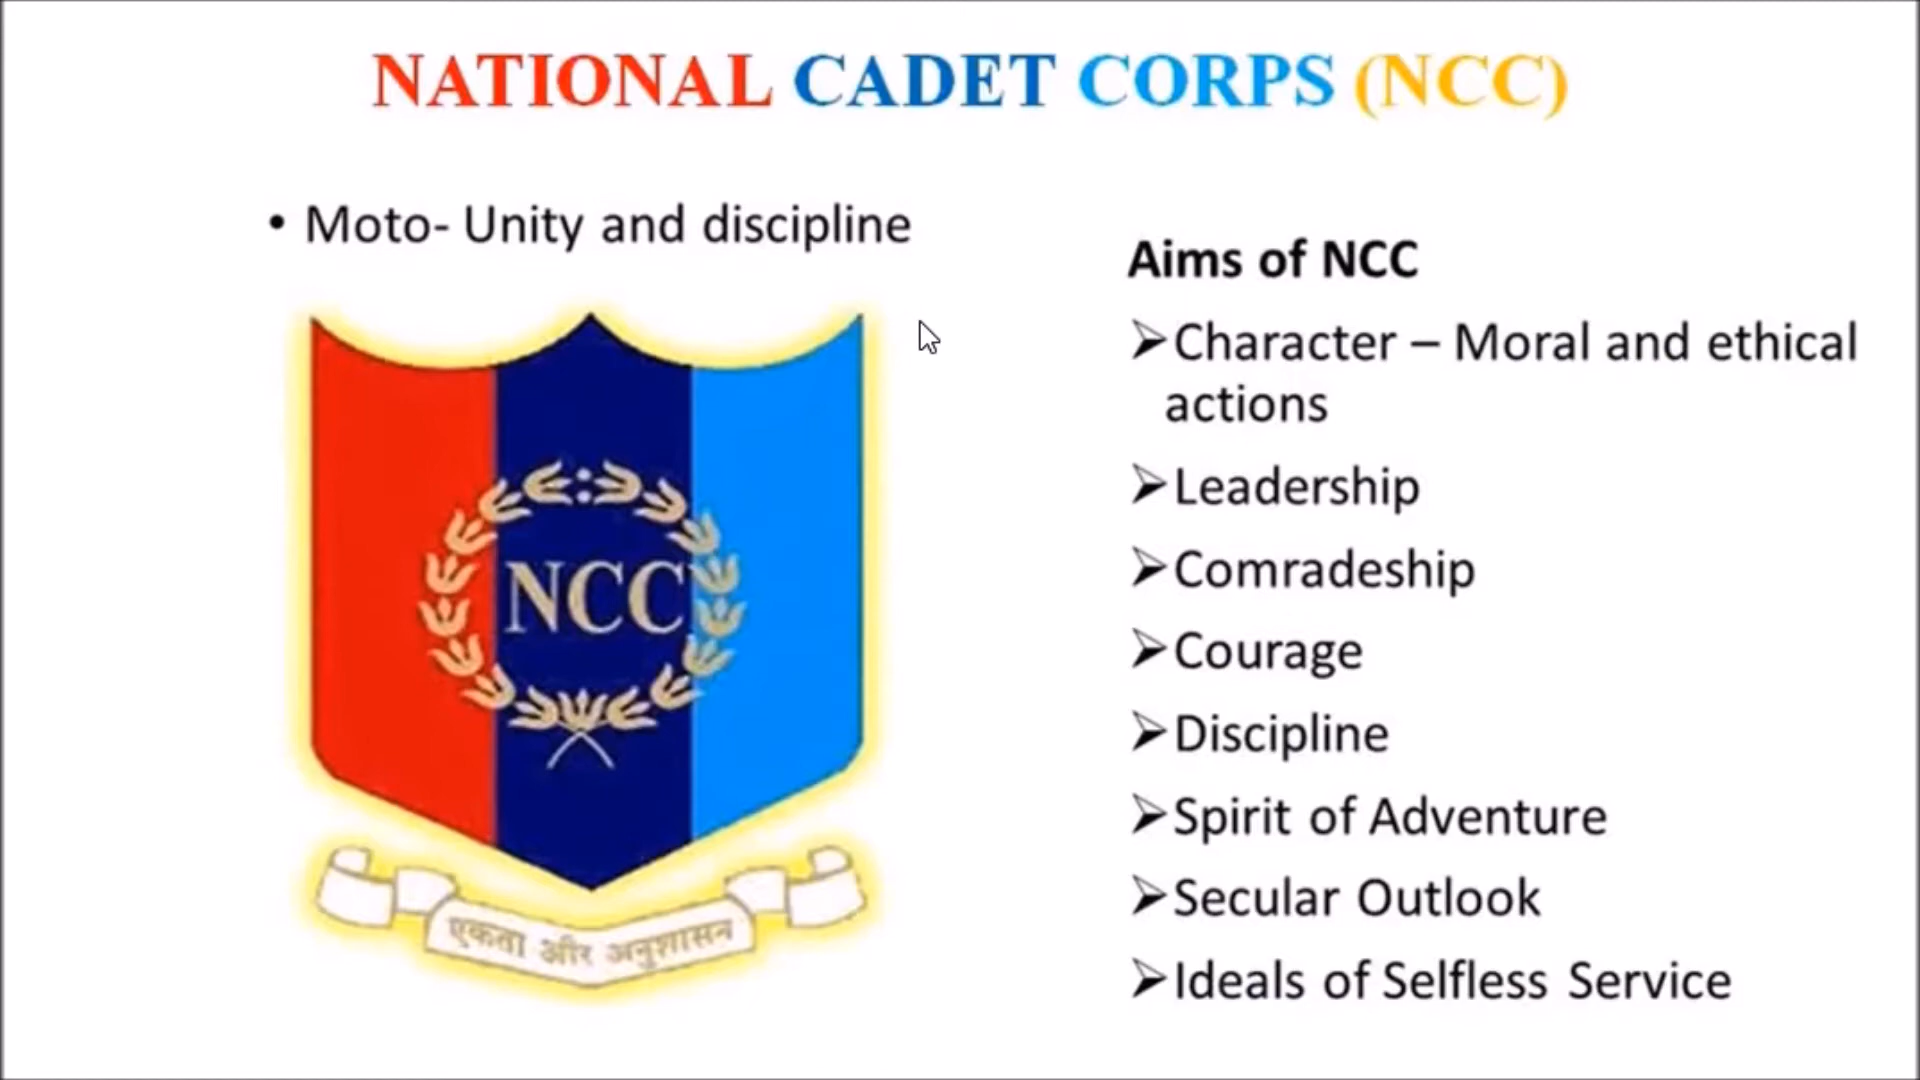 NATIONAL CADET CORPS (NCC)
• Moto- Unity and discipline
NCC
एकता और अनुशासन
Aims of NCC
➢Character – Moral and ethical
actions
➢Leadership
➢Comradeship
➢Courage
➢Discipline
➢Spirit of Adventure
➢Secular Outlook
➢Ideals of Selfless Service